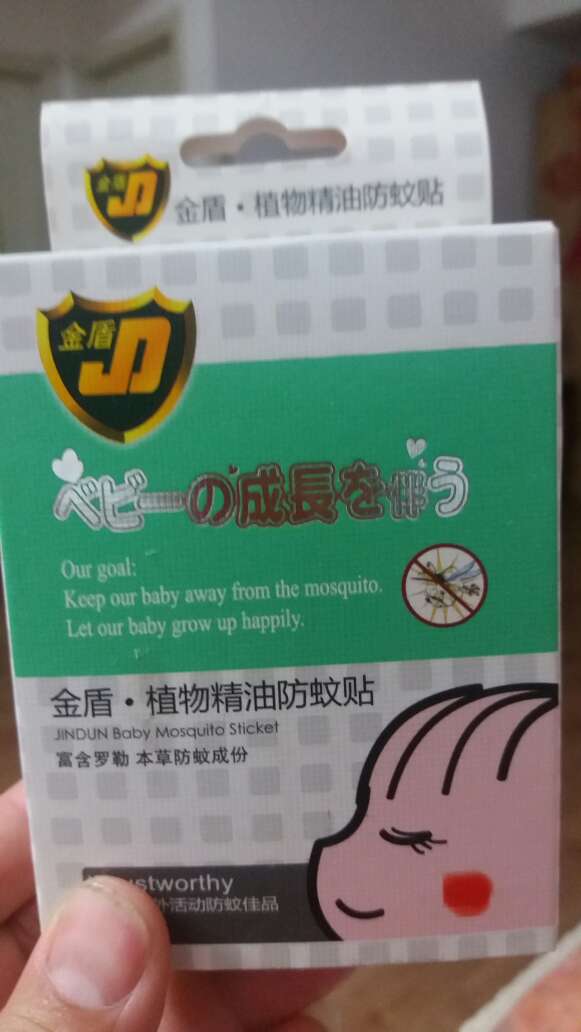 金盾
JD
金盾·植物精油防蚊贴
金盾
JD
ベビーの成長を伴う
Our goal:
Keep our baby away from the mosquito.
Let our baby grow up happily.
金盾·植物精油防蚊贴
JINDUN Baby Mosquito Sticket
富含罗勒 本草防蚊成份
外活动防蚊佳品